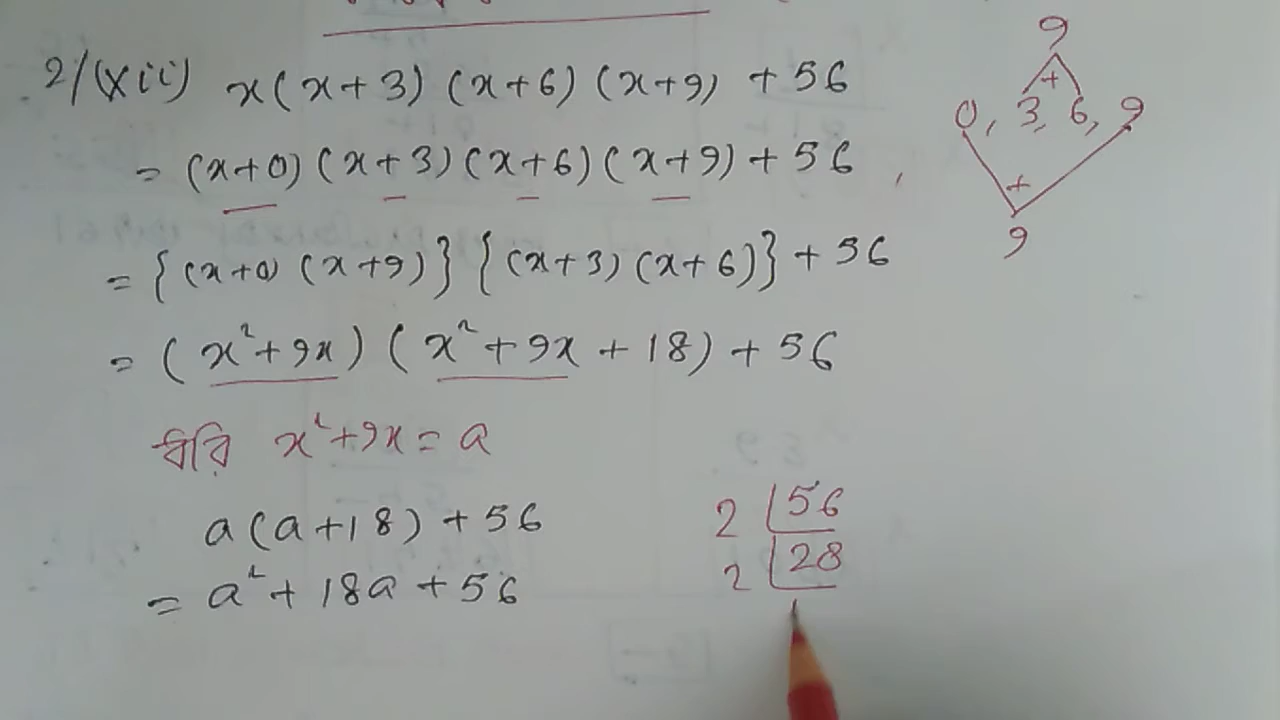 2/(xii) x(x+3)(x+6)(x+9)+56
= (x+0)(x+3)(x+6)(x+9)+56
= {(x+0)(x+9)}{(x+3)(x+6)}+56
= (x²+9x)(x²+9x+18)+56
ধরি x²+9x=a
a(a+18)+56
= a²+18a+56
9
+
0, 3, 6, 9
+
9
2 56
2 28